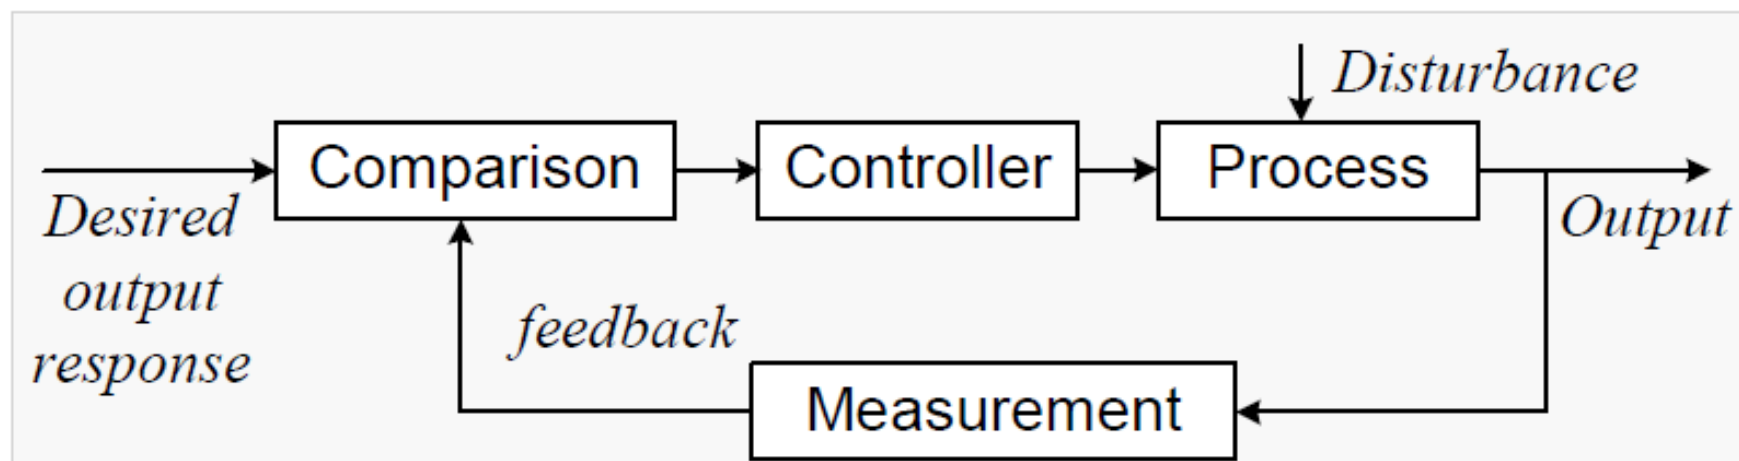 Disturbance
Comparison
Controller
Process
Desired
output
response
Output
feedback
Measurement